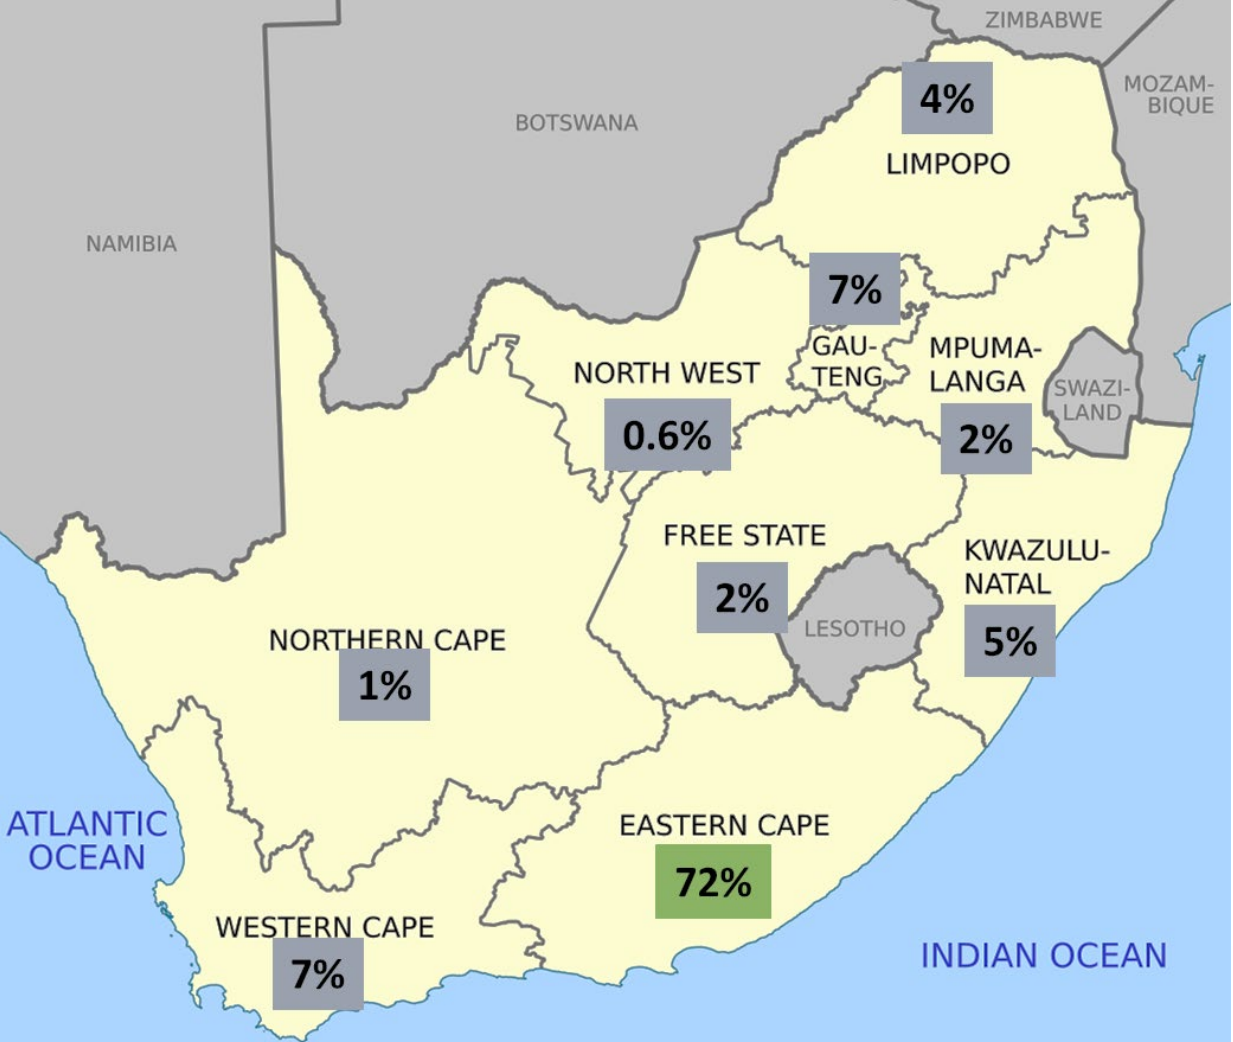 ZIMBABWE
MOZAM-
BIQUE
4%
BOTSWANA
LIMPOPO
NAMIBIA
7%
GAU-
TENG
MPUMA-
LANGA
NORTH WEST
SWAZI-
LAND
0.6%
2%
FREE STATE
KWAZULU-
NATAL
2%
LESOTHO
5%
NORTHERN CAPE
1%
ATLANTIC
OCEAN
EASTERN CAPE
72%
WESTERN CAPE
7%
INDIAN OCEAN